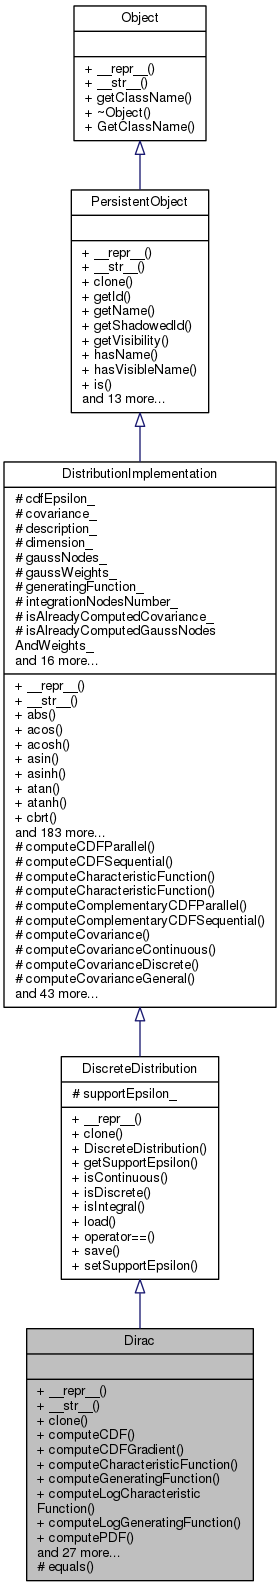 Object
+ __repr__()
+ __str__()
+ getClassName()
+ ~Object()
+ GetClassName()
PersistentObject
+ __repr__()
+ __str__()
+ clone()
+ getId()
+ getName()
+ getShadowedId()
+ getVisibility()
+ hasName()
+ hasVisibleName()
+ is()
and 13 more...
DistributionImplementation
# cdfEpsilon_
# covariance_
# description_
# dimension_
# gaussNodes_
# gaussWeights_
# generatingFunction_
# integrationNodesNumber_
# isAlreadyComputedCovariance_
# isAlreadyComputedGaussNodes
AndWeights_
and 16 more...
+ __repr__()
+ __str__()
+ abs()
+ acos()
+ acosh()
+ asin()
+ asinh()
+ atan()
+ atanh()
+ cbrt()
and 183 more...
# computeCDFParallel()
# computeCDFSequential()
# computeCharacteristicFunction()
# computeCharacteristicFunction()
# computeComplementaryCDFParallel()
# computeComplementaryCDFSequential()
# computeCovariance()
# computeCovarianceContinuous()
# computeCovarianceDiscrete()
# computeCovarianceGeneral()
and 43 more...
DiscreteDistribution
# supportEpsilon_
+ __repr__()
+ clone()
+ DiscreteDistribution()
+ getSupportEpsilon()
+ isContinuous()
+ isDiscrete()
+ isIntegral()
+ load()
+ operator==()
+ save()
+ setSupportEpsilon()
Dirac
+ __repr__()
+ __str__()
+ clone()
+ computeCDF()
+ computeCDFGradient()
+ computeCharacteristicFunction()
+ computeGeneratingFunction()
+ computeLogCharacteristic
Function()
+ computeLogGeneratingFunction()
+ computePDF()
and 27 more...
# equals()